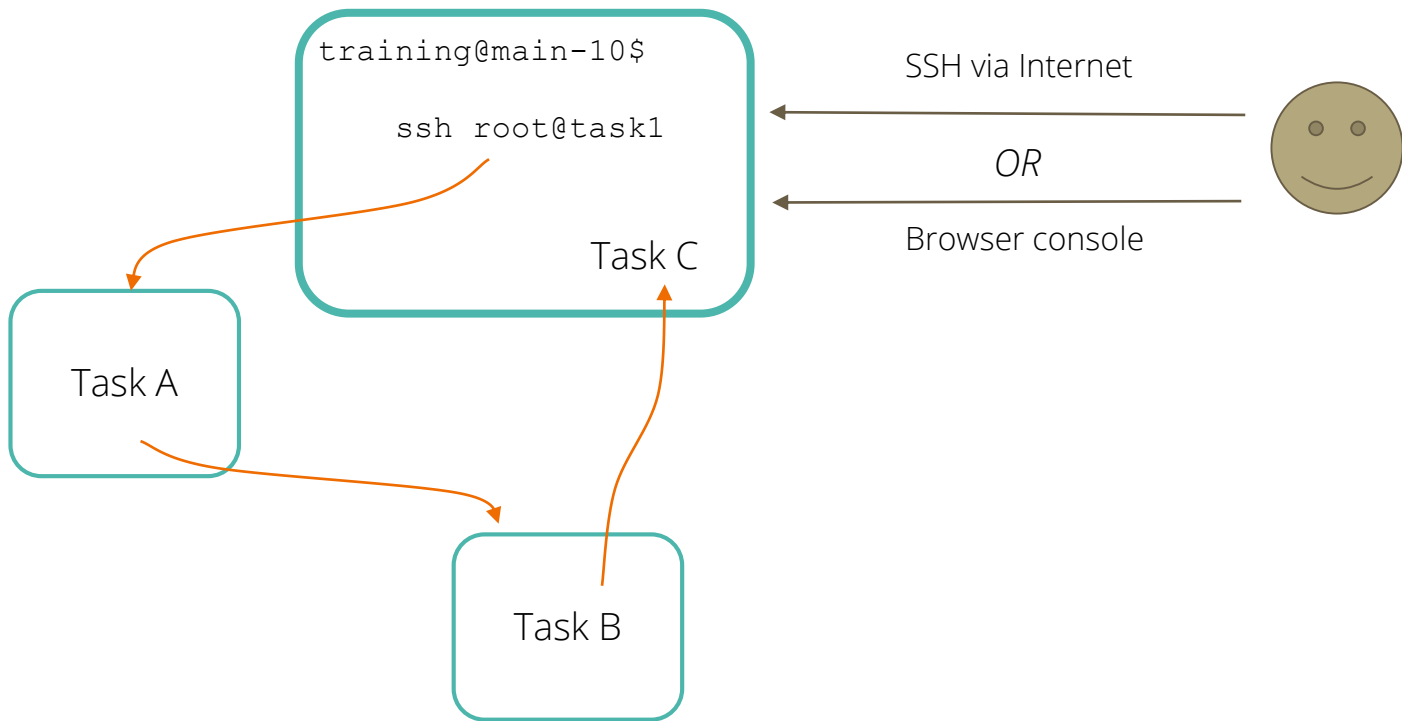 training@main-10$
ssh root@task1
Task C
SSH via Internet
OR
Browser console
Task A
Task B